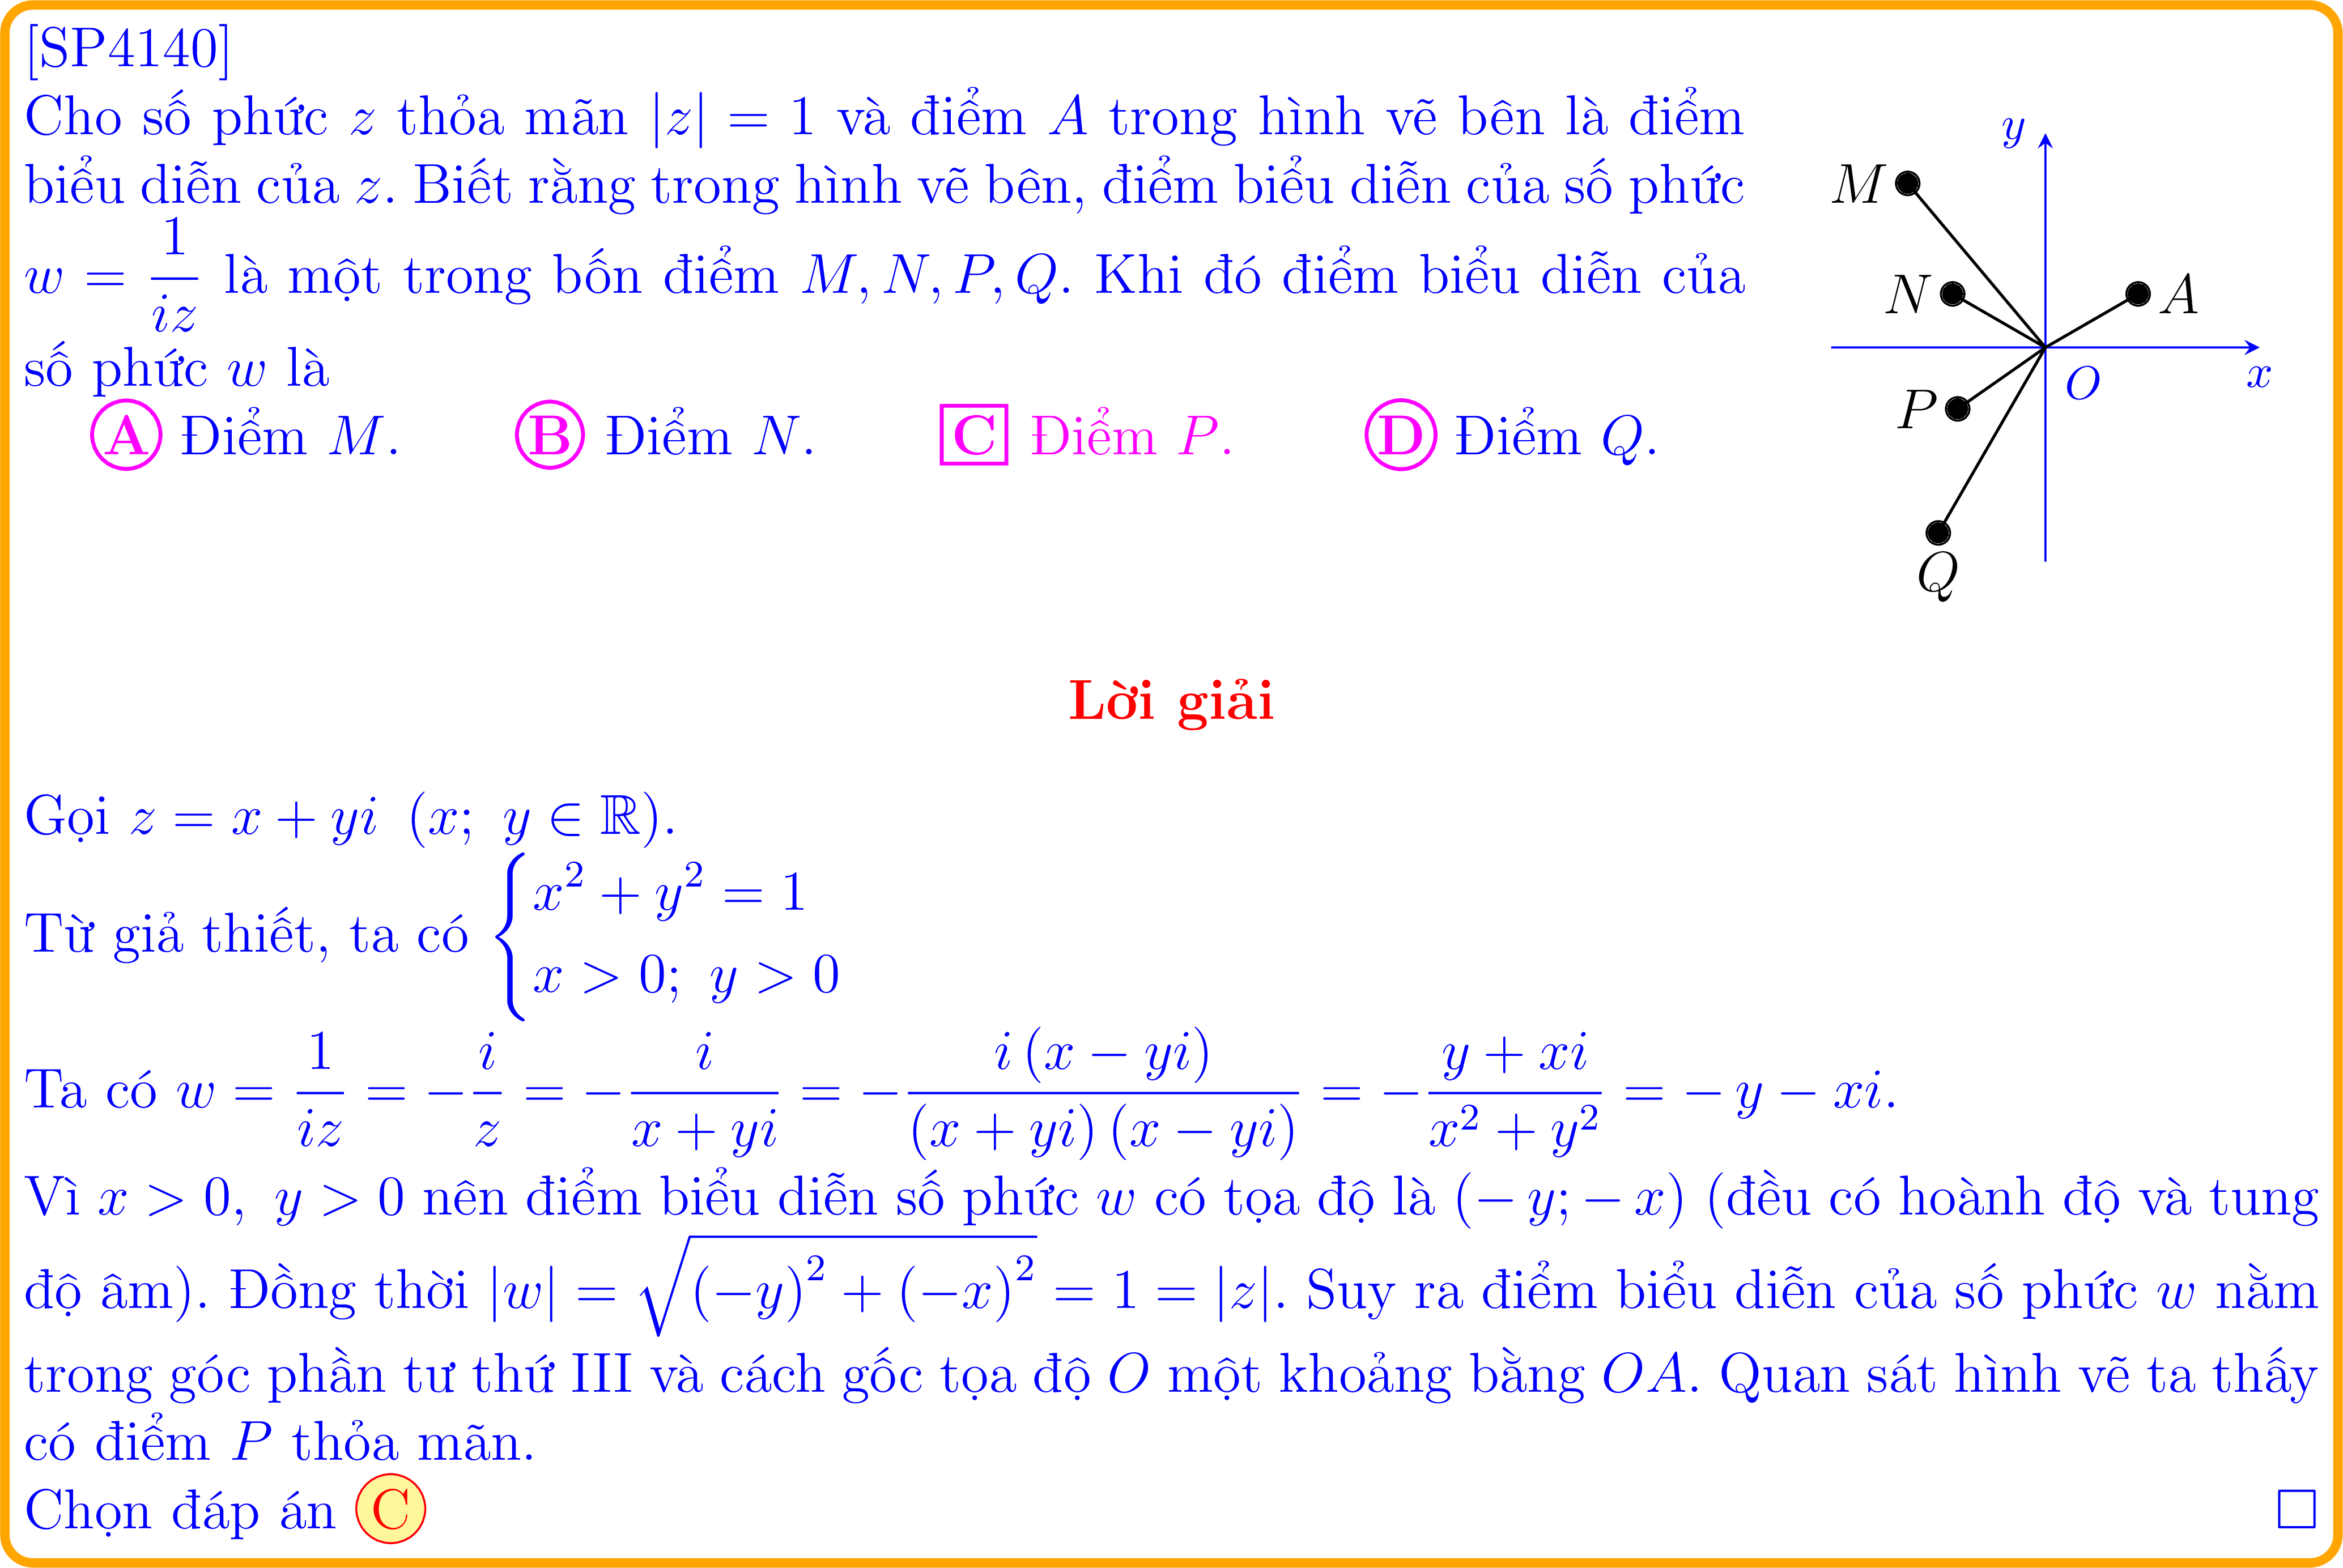 [SP4140]
Cho số phức z thỏa mãn |z| = 1 và điểm A trong hình vẽ bên là điểm
biểu diễn của z. Biết rằng trong hình vẽ bên, điểm biểu diễn của số phức
w = \frac{1}{iz} là một trong bốn điểm M, N, P, Q. Khi đó điểm biểu diễn của
số phức w là
A Điểm M. B Điểm N. C Điểm P. D Điểm Q.
y
M
N
A
O
x
P
Q
Lời giải
Gọi z = x + yi (x; y ∈ ℝ).
Từ giả thiết, ta có \begin{cases} x^2 + y^2 = 1 \\ x > 0; y > 0 \end{cases}
Ta có w = \frac{1}{iz} = -\frac{i}{z} = -\frac{i}{x + yi} = -\frac{i(x - yi)}{(x + yi)(x - yi)} = -\frac{y + xi}{x^2 + y^2} = -y - xi.
Vì x > 0, y > 0 nên điểm biểu diễn số phức w có tọa độ là (−y; −x) (đều có hoành độ và tung
độ âm). Đồng thời |w| = \sqrt{(-y)^2 + (-x)^2} = 1 = |z|. Suy ra điểm biểu diễn của số phức w nằm
trong góc phần tư thứ III và cách gốc tọa độ O một khoảng bằng OA. Quan sát hình vẽ ta thấy
có điểm P thỏa mãn.
Chọn đáp án C □